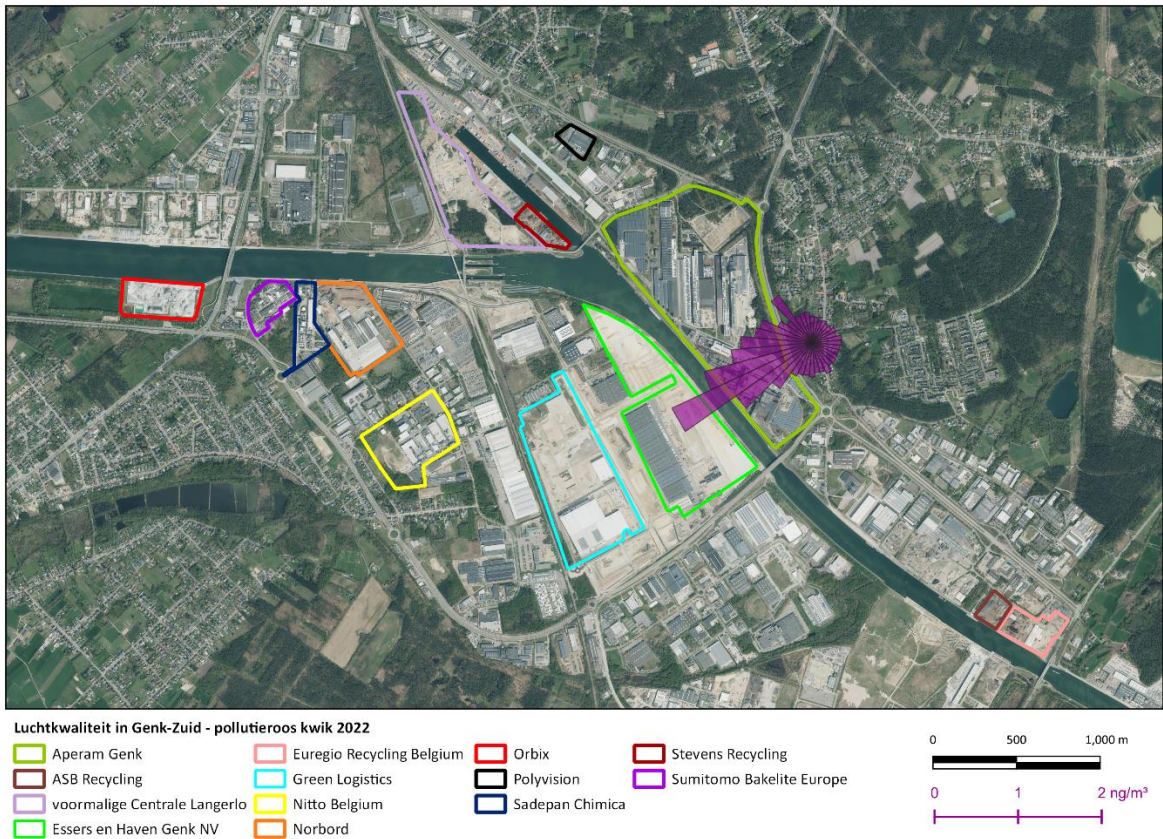 Luchtkwaliteit in Genk-Zuid - pollutieroos kwik 2022
Aperam Genk
ASB Recycling
voormalige Centrale Langerlo
Essers en Haven Genk NV
Euregio Recycling Belgium
Green Logistics
Nitto Belgium
Norbord
Orbix
Polyvision
Sadepan Chimica
Stevens Recycling
Sumitomo Bakelite Europe
0 500 1,000 m
0 1 2 ng/m³